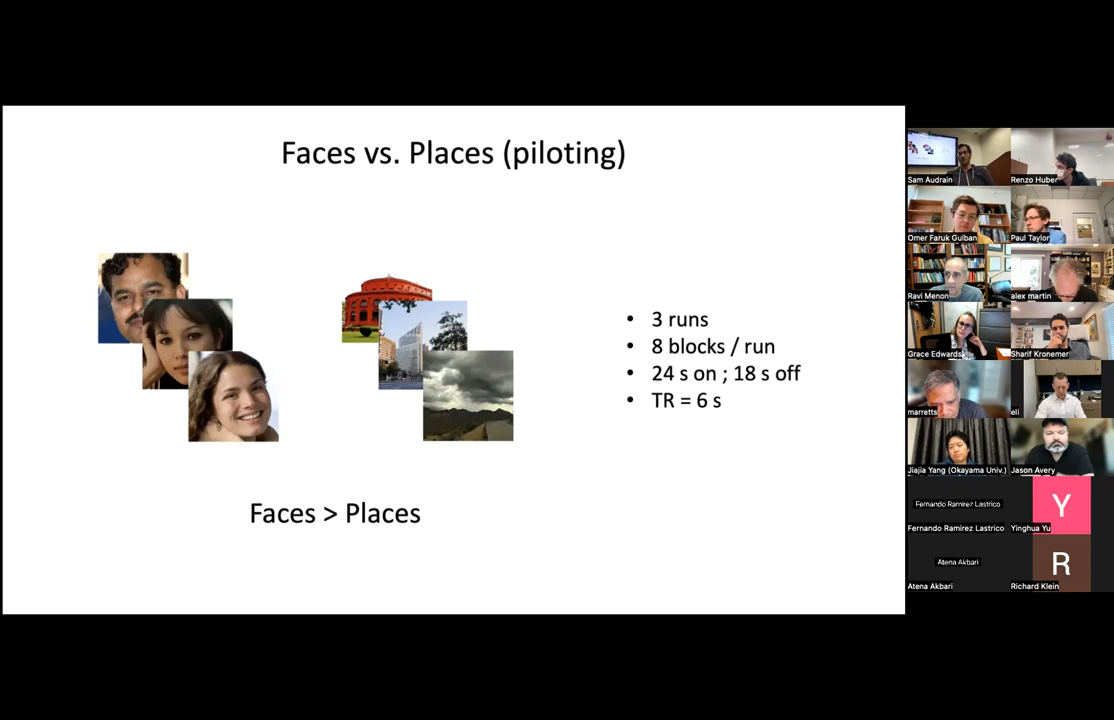 Faces vs. Places (piloting)
• 3 runs
• 8 blocks / run
• 24 s on ; 18 s off
• TR = 6 s
Faces > Places
Sam Audrain
Renzo Huber
Omer Faruk Gulban
Paul Taylor
Ravi Menon
alex martin
Grace Edwards
Sharif Kronemer
marretts
eli
Jiajia Yang (Okayama Univ.)
Jason Avery
Fernando Ramirez Lastrico
Fernando Ramirez Lastrico
Y
Yinghua Yu
Atena Akbari
Atena Akbari
R
Richard Klein